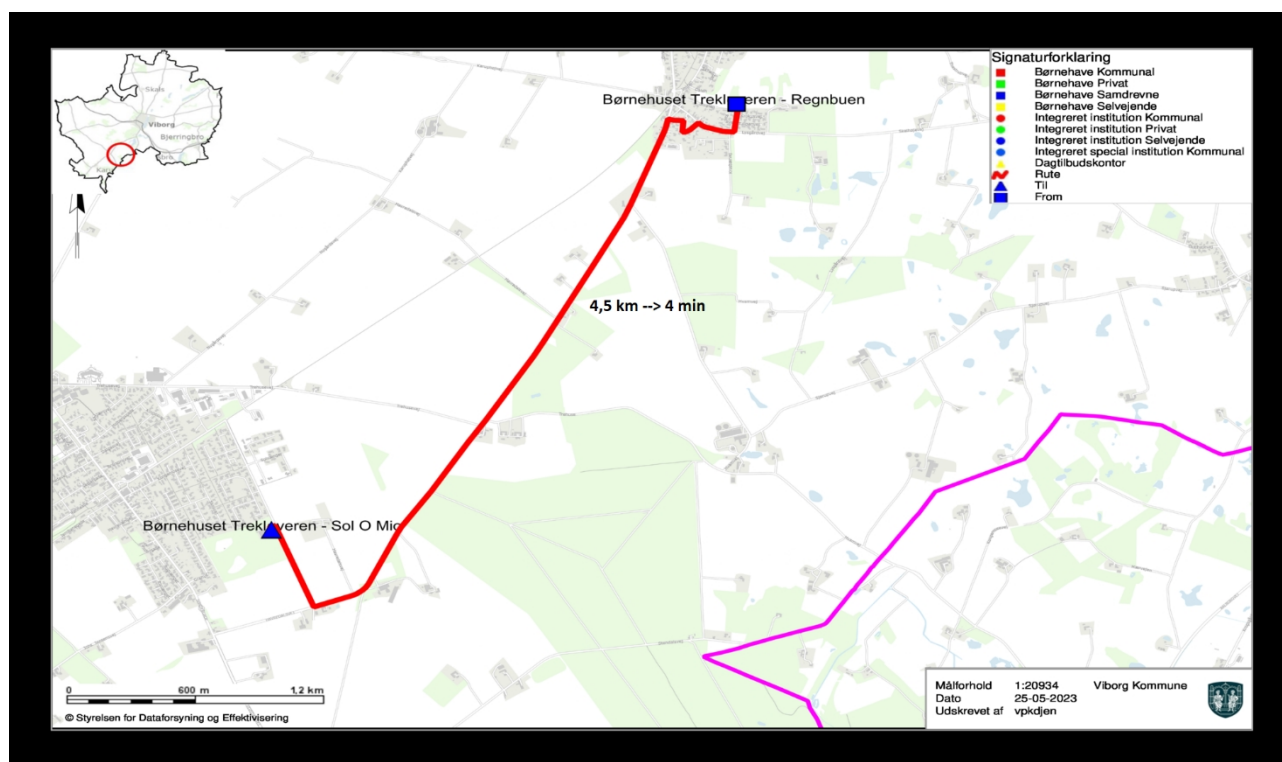 Skals
Viborg
Bjerringbro
Signaturforklaring
Børnehave Kommunal
Børnehave Privat
Børnehave Samdrevne
Børnehave Selvejende
Integreret institution Kommunal
Integreret institution Privat
Integreret institution Selvejende
Integreret special institution Kommunal
Dagtilbudskontor
Rute
Til
From
Børnehuset Trekløveren - Regnbuen
4,5 km --> 4 min
Børnehuset Trekløveren - Sol O Mio
0 600 m 1,2 km
© Styrelsen for Dataforsyning og Effektivisering
Målforhold 1:20934 Viborg Kommune
Dato 25-05-2023
Udskrevet af vpkdjen